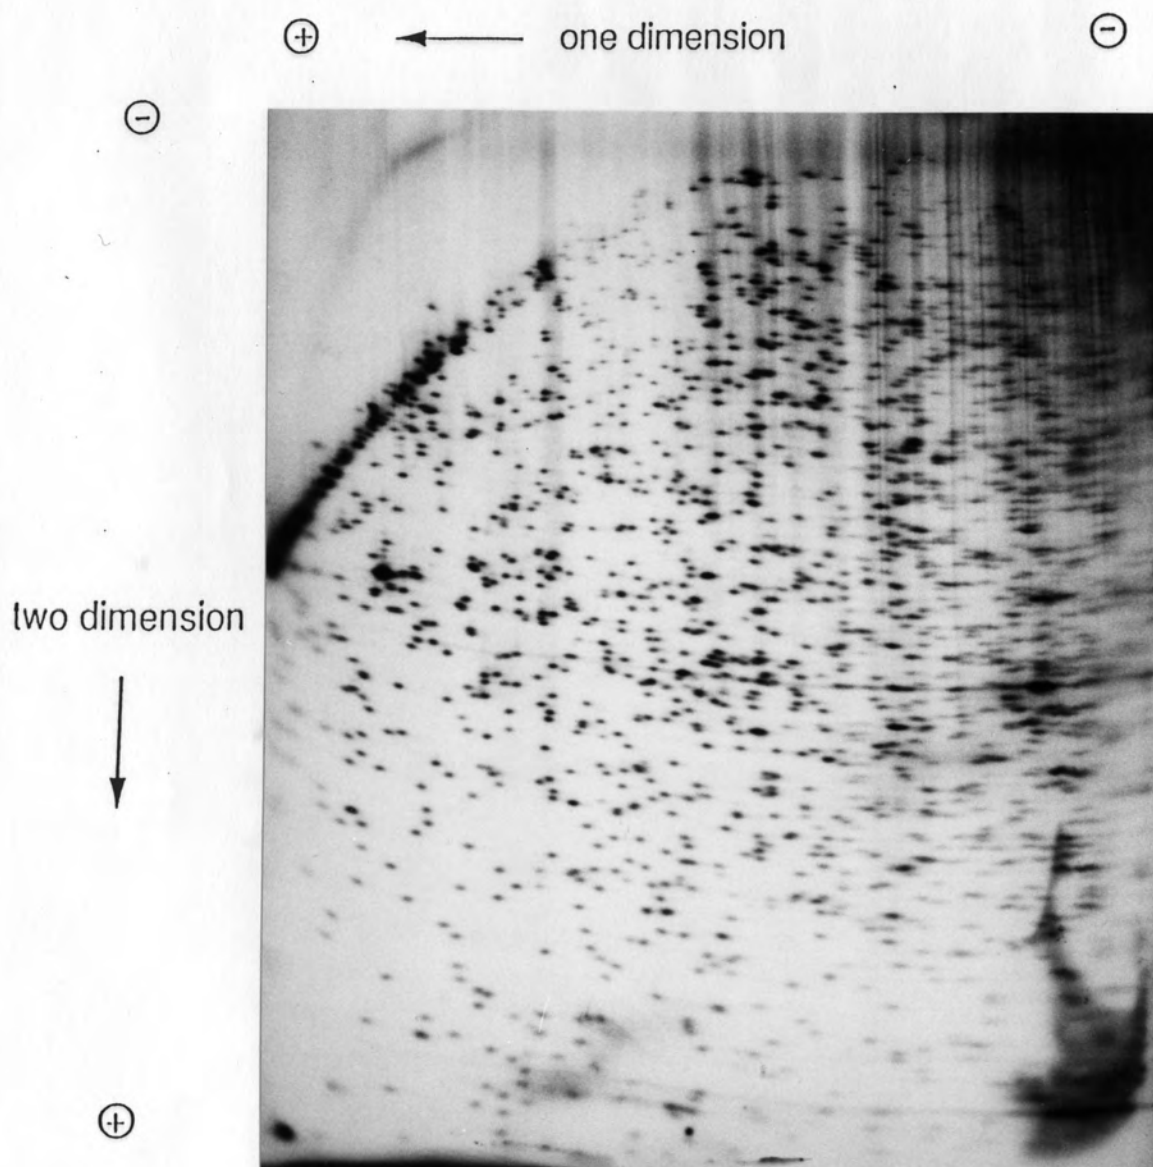 ⊕ ← one dimension ⊖
⊖
two dimension
↓
⊕